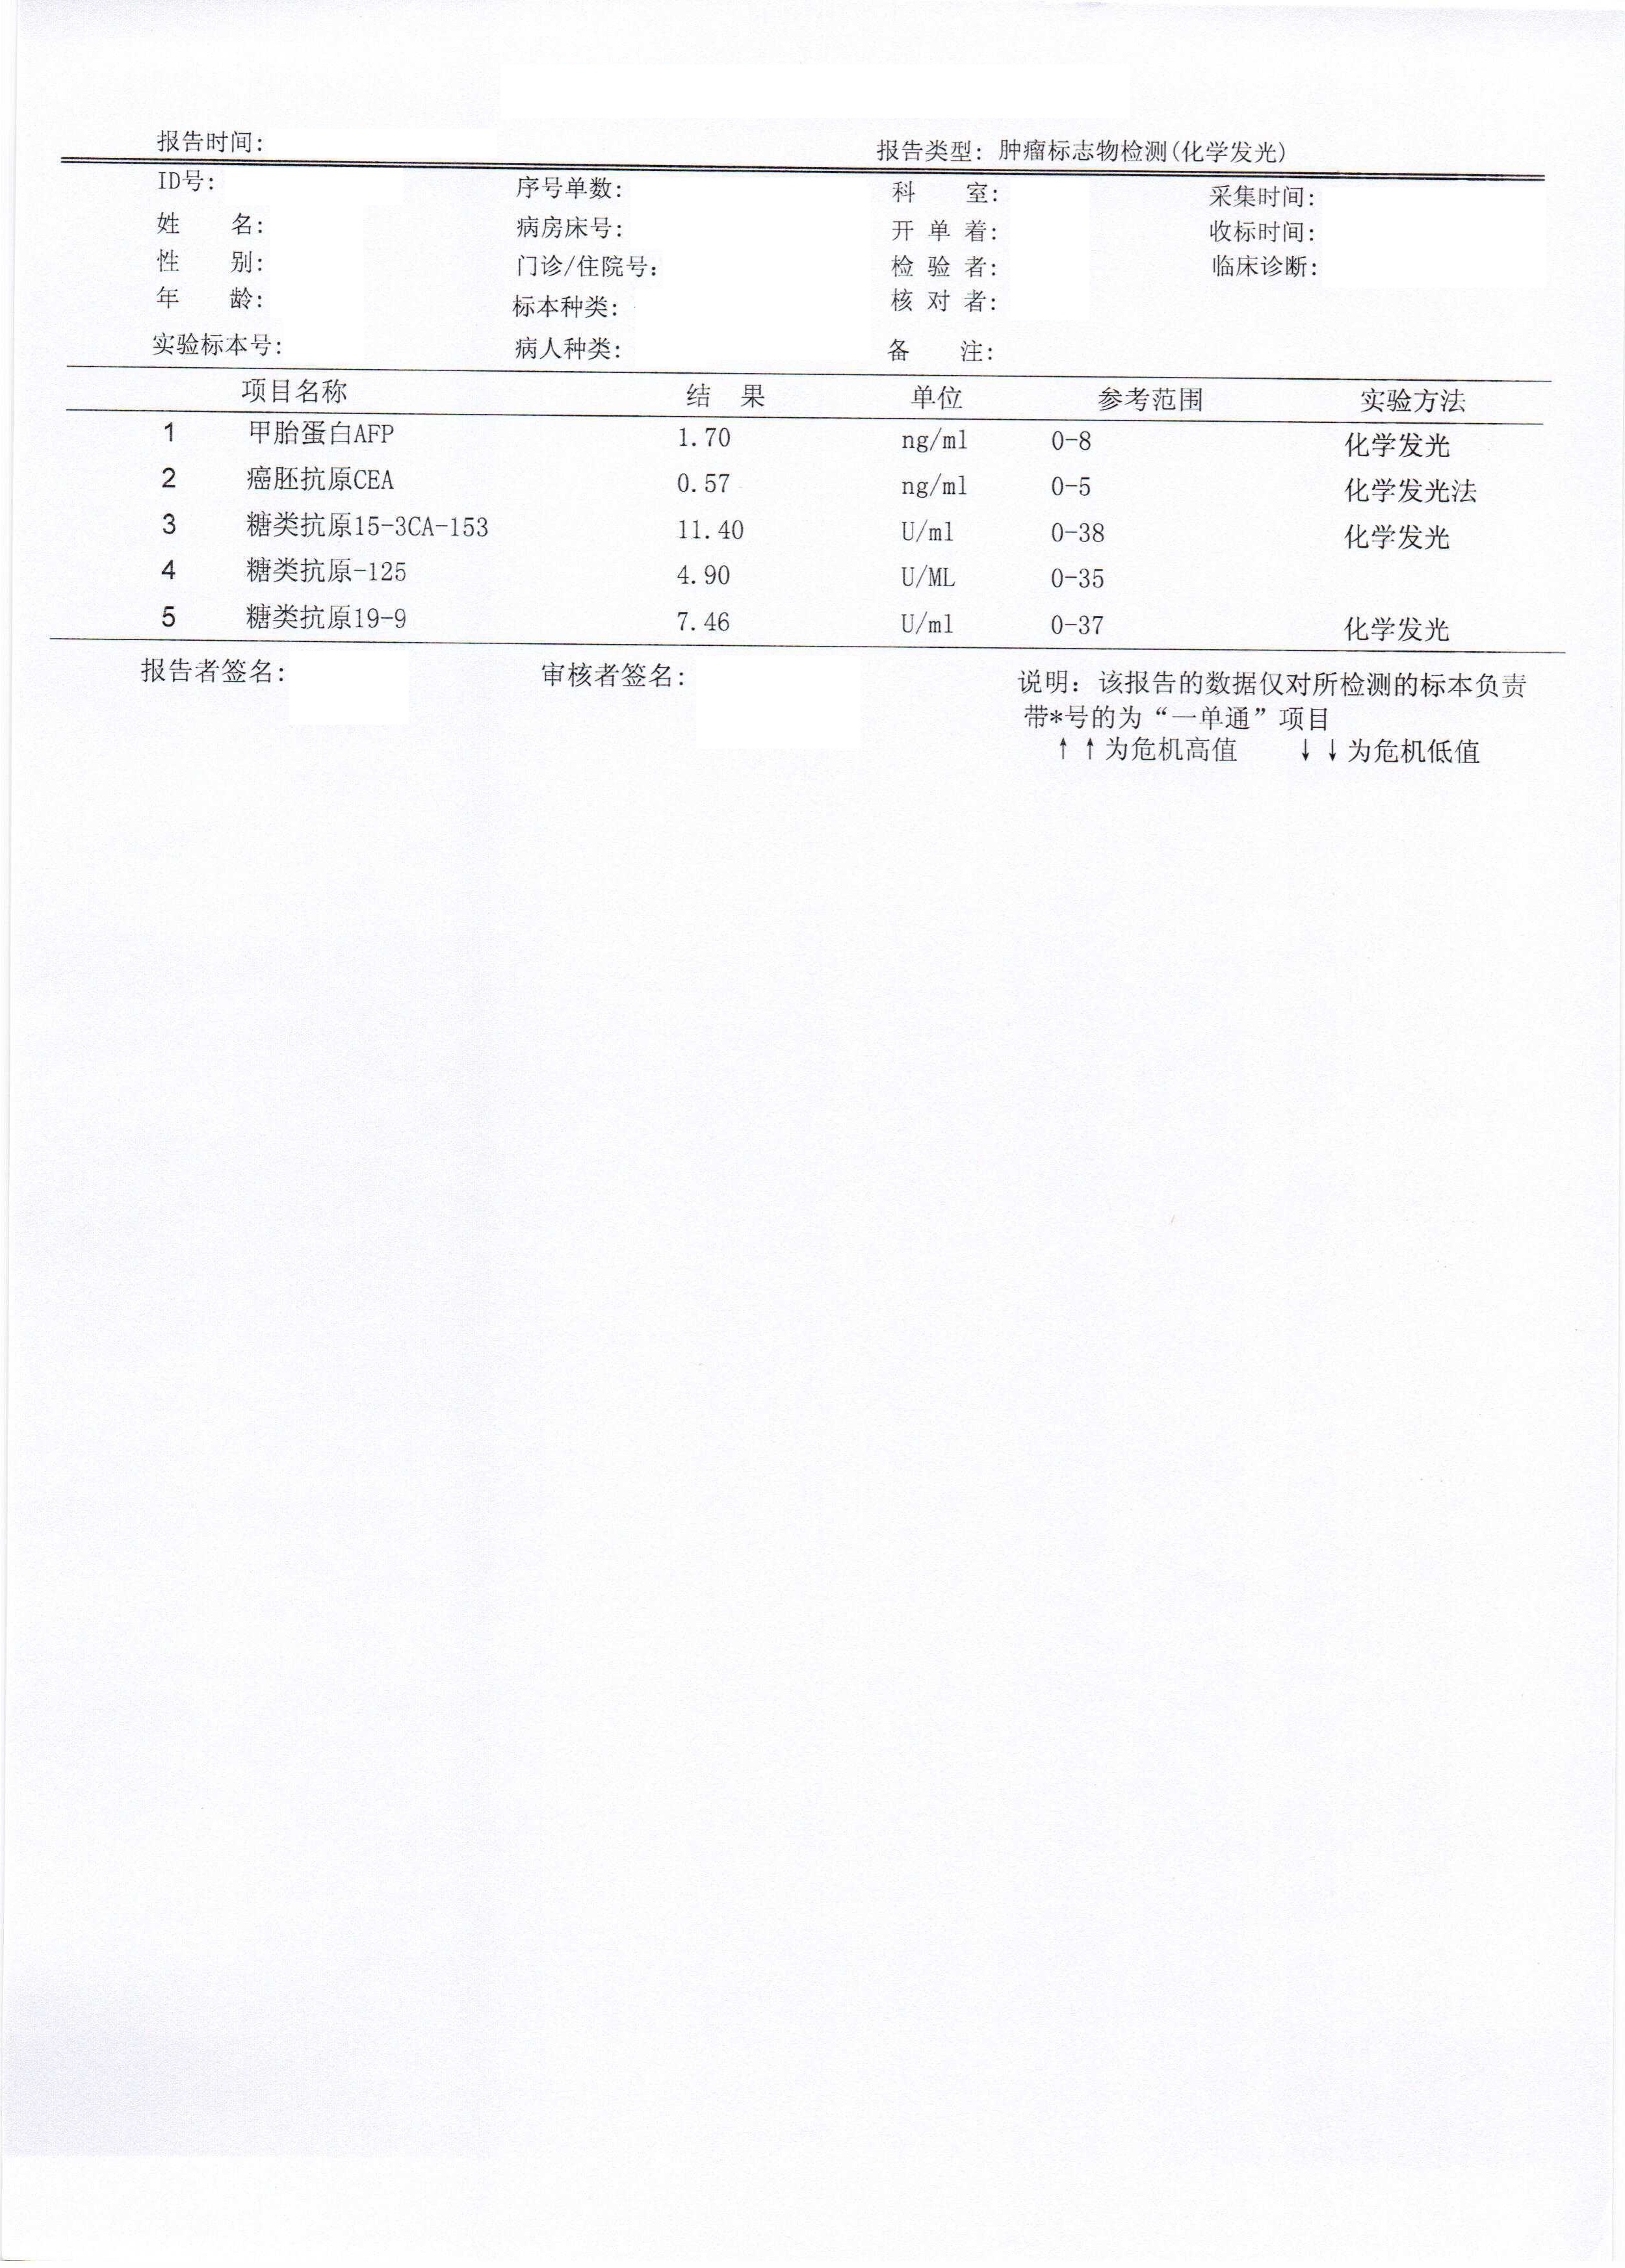 报告时间:
报告类型: 肿瘤标志物检测(化学发光)
ID号: 序号单数: 科 室: 采集时间:
姓 名: 病房床号: 开 单 着: 收标时间:
性 别: 门诊/住院号: 检 验 者: 临床诊断:
年 龄: 标本种类: 核 对 者:
实验标本号: 病人种类: 备 注:
项目名称 结 果 单位 参考范围 实验方法
1 甲胎蛋白AFP 1.70 ng/ml 0-8 化学发光
2 癌胚抗原CEA 0.57 ng/ml 0-5 化学发光法
3 糖类抗原15-3CA-153 11.40 U/ml 0-38 化学发光
4 糖类抗原-125 4.90 U/ML 0-35
5 糖类抗原19-9 7.46 U/ml 0-37 化学发光
报告者签名: 审核者签名: 说明: 该报告的数据仅对所检测的标本负责
带*号的为“一单通”项目
↑↑为危机高值 ↓↓为危机低值